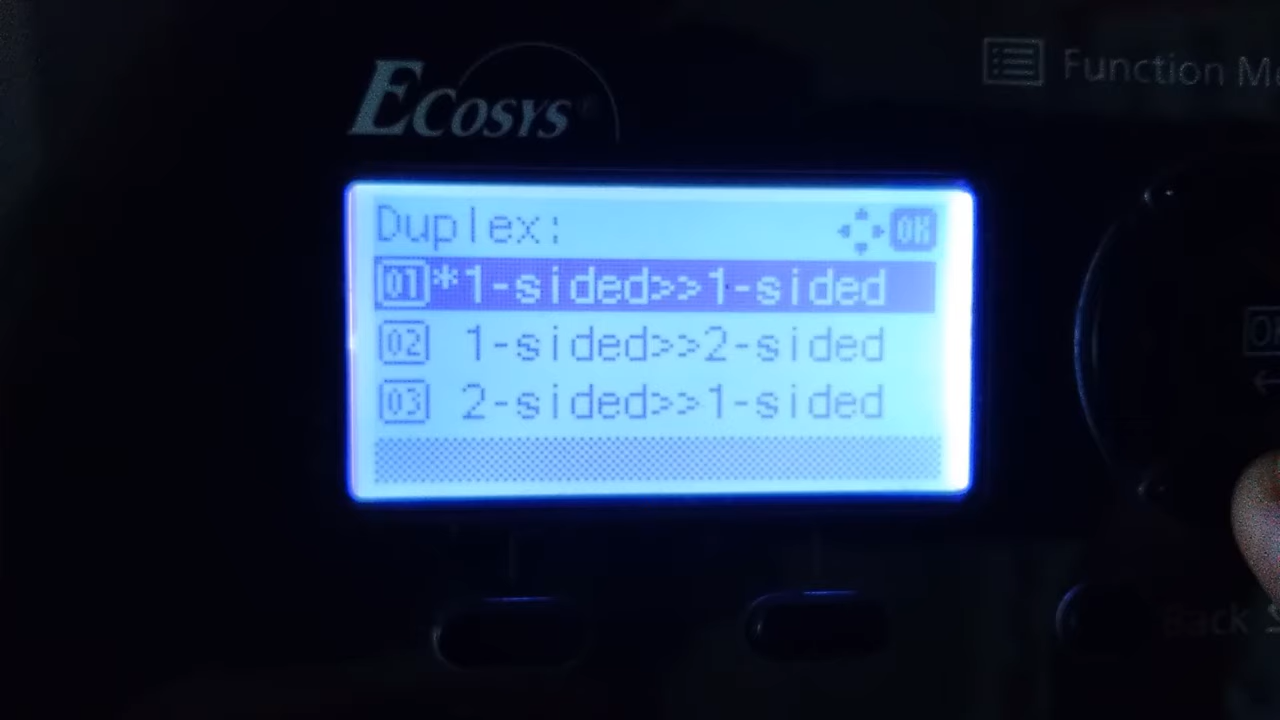 ECOSYS
Function
Duplex: OK
01 *1-sided>>1-sided
02 1-sided>>2-sided
03 2-sided>>1-sided
Back